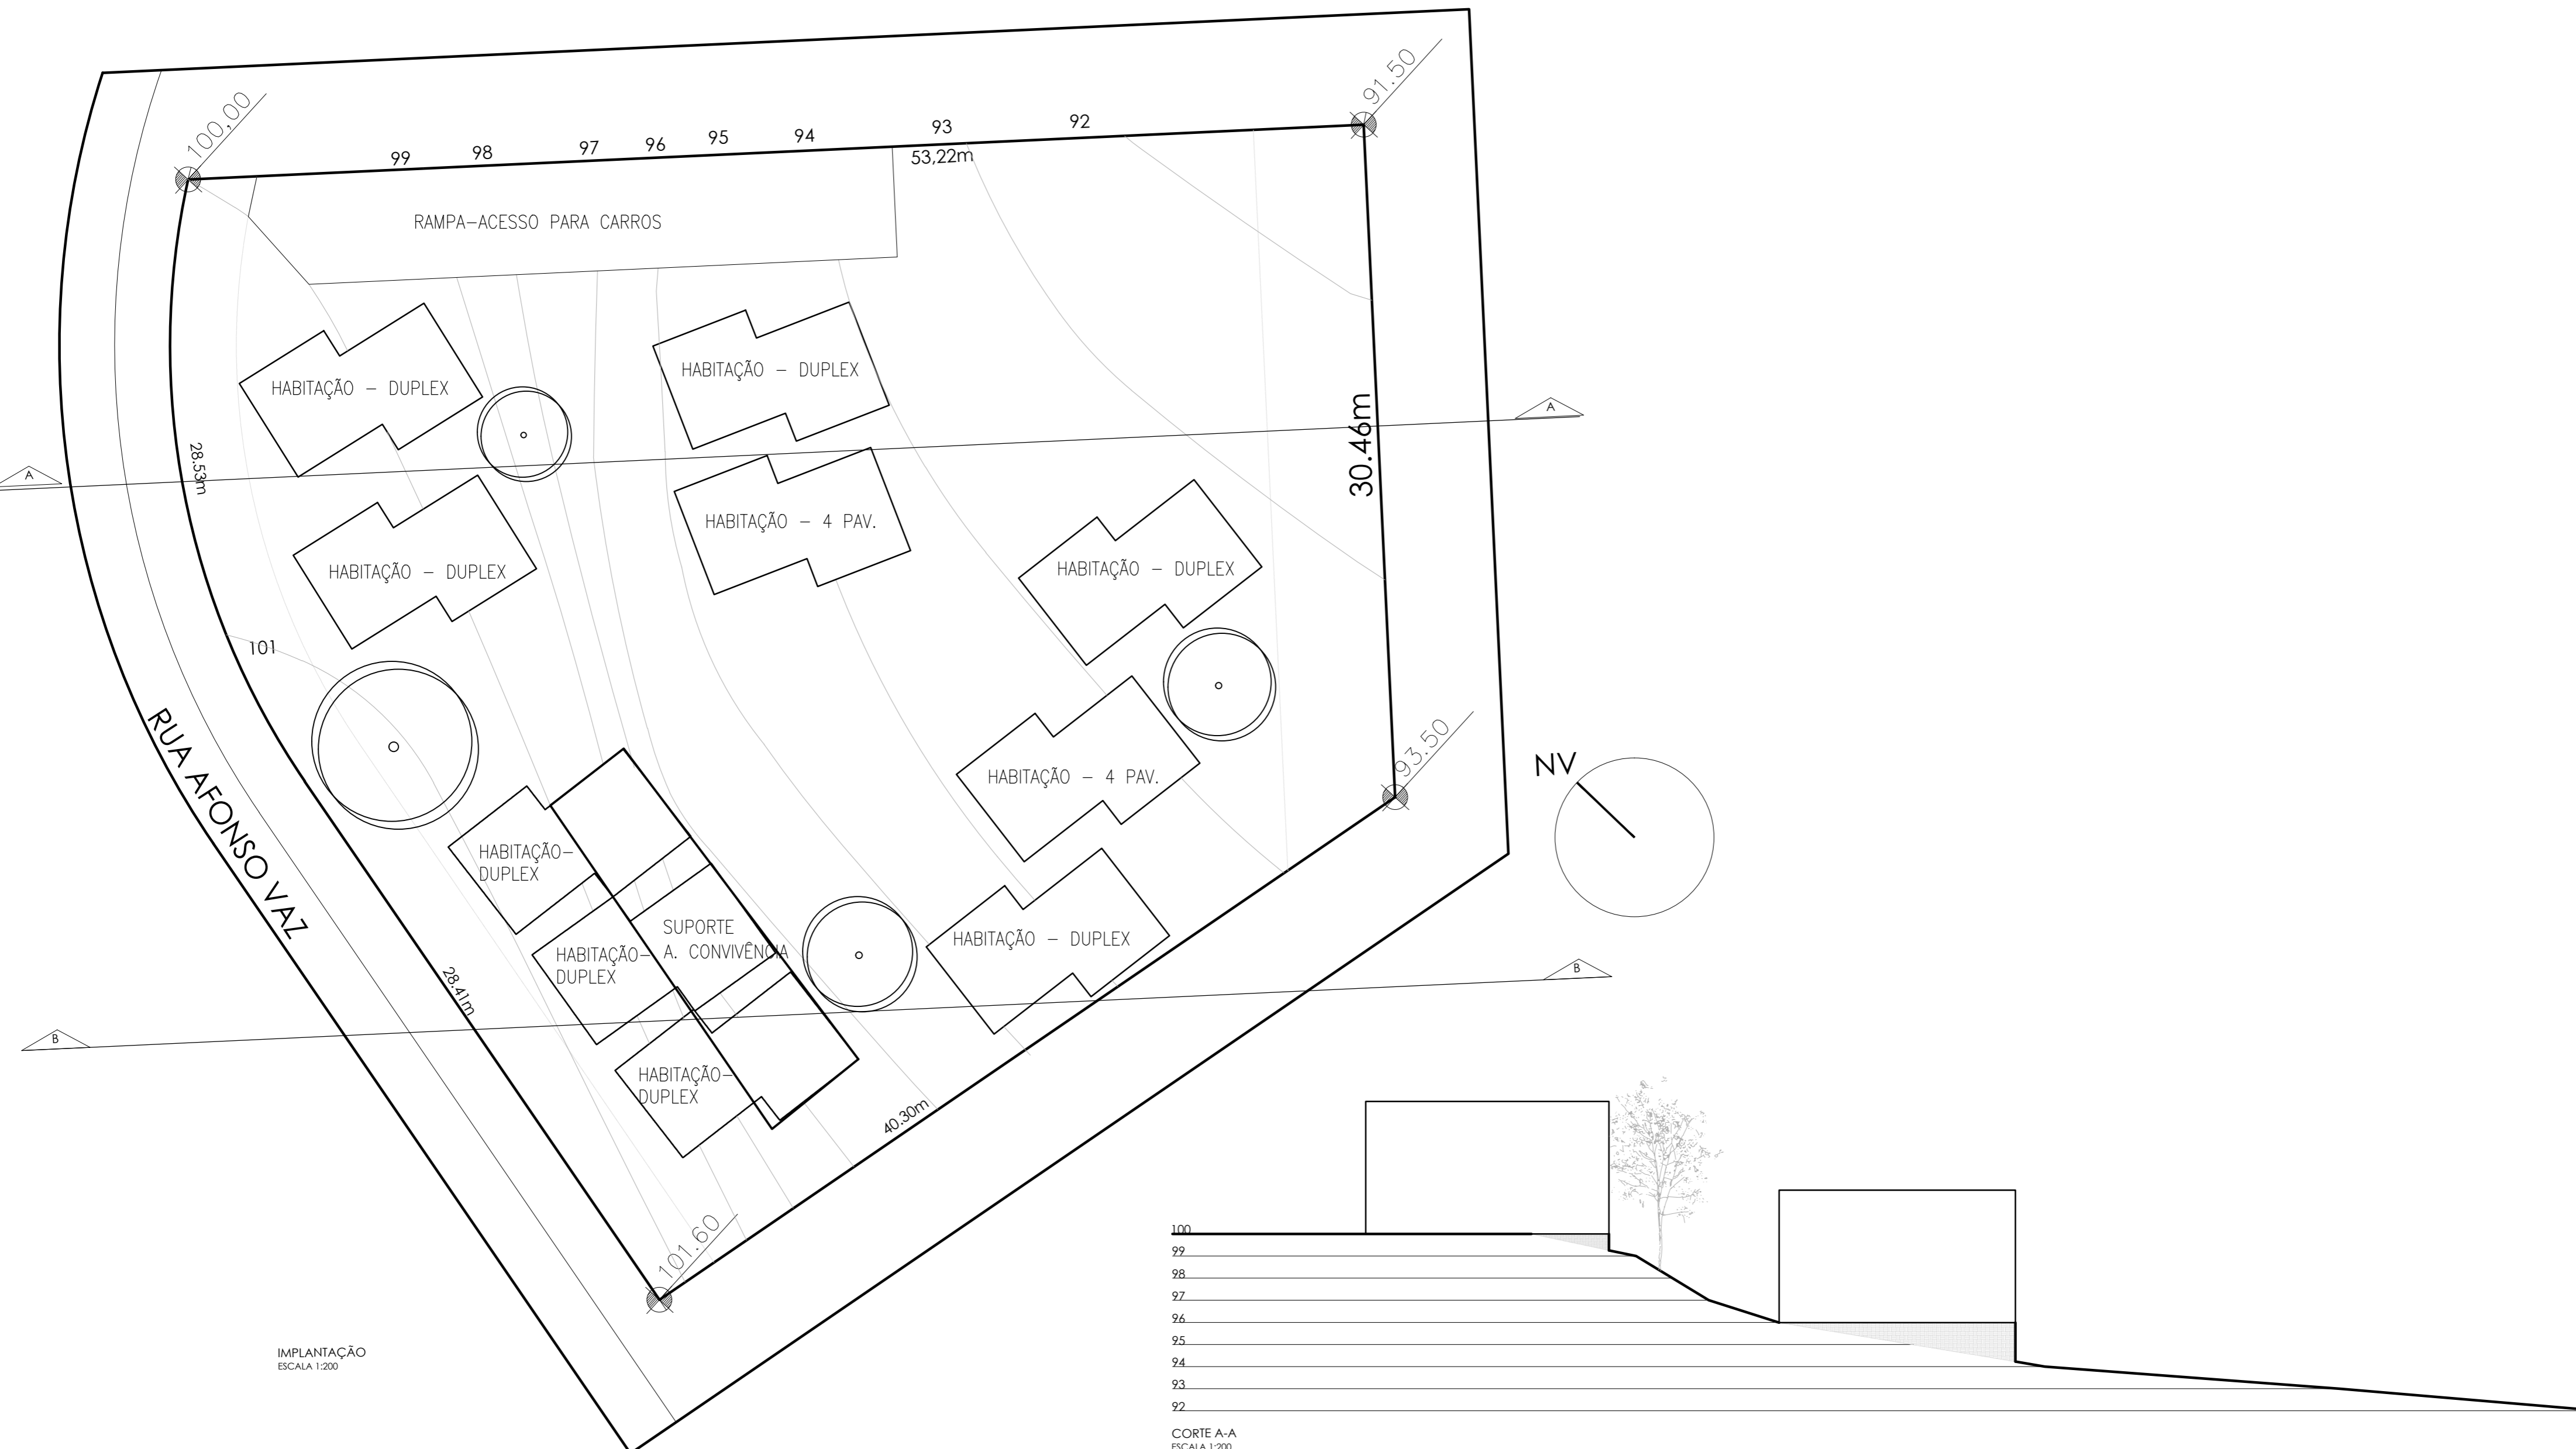 91.50
100,00
92
93
94
95
96
97
98
99
53,22m
RAMPA-ACESSO PARA CARROS
HABITAÇÃO - DUPLEX
HABITAÇÃO - DUPLEX
A
30.46m
28.53m
A
HABITAÇÃO - 4 PAV.
HABITAÇÃO - DUPLEX
HABITAÇÃO - DUPLEX
101
RUA AFONSO VAZ
93.50
NV
HABITAÇÃO - 4 PAV.
HABITAÇÃO-
DUPLEX
SUPORTE
A. CONVIVÊNCIA
HABITAÇÃO - DUPLEX
HABITAÇÃO-
DUPLEX
B
28.41m
B
HABITAÇÃO-
DUPLEX
40.30m
101.60
100
99
98
97
96
95
94
93
92
IMPLANTAÇÃO
ESCALA 1:200
CORTE A-A
ESCALA 1:200